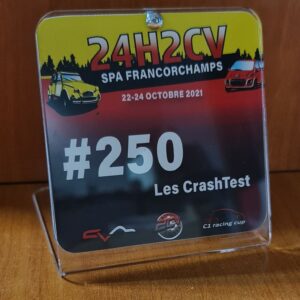 24H2CV
SPA FRANCORCHAMPS
22-24 OCTOBRE 2021
#250
Les CrashTest
C1 racing cup